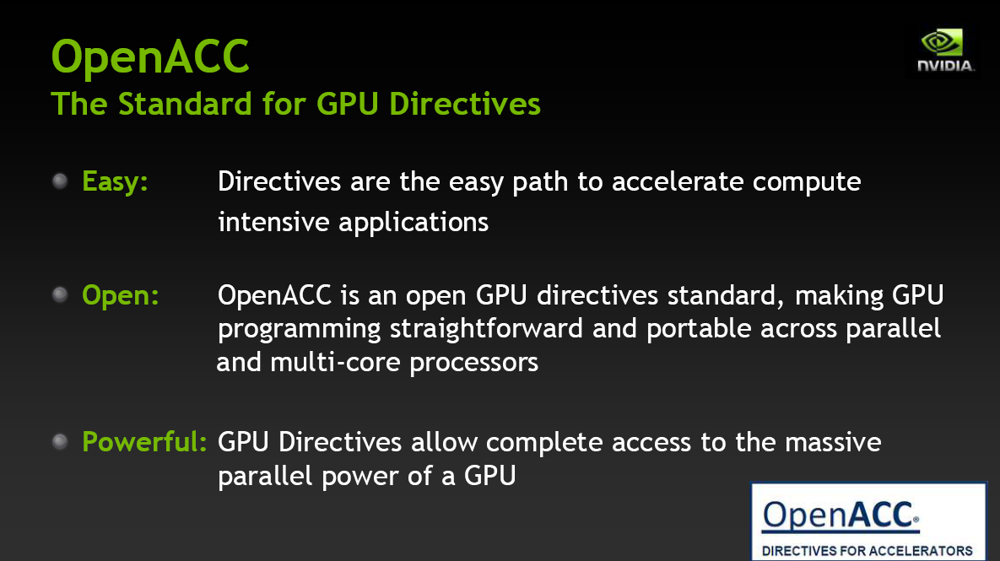 OpenACC
The Standard for GPU Directives
NVIDIA.
Easy: Directives are the easy path to accelerate compute
intensive applications
Open: OpenACC is an open GPU directives standard, making GPU
programming straightforward and portable across parallel
and multi-core processors
Powerful: GPU Directives allow complete access to the massive
parallel power of a GPU
OpenACC®
DIRECTIVES FOR ACCELERATORS